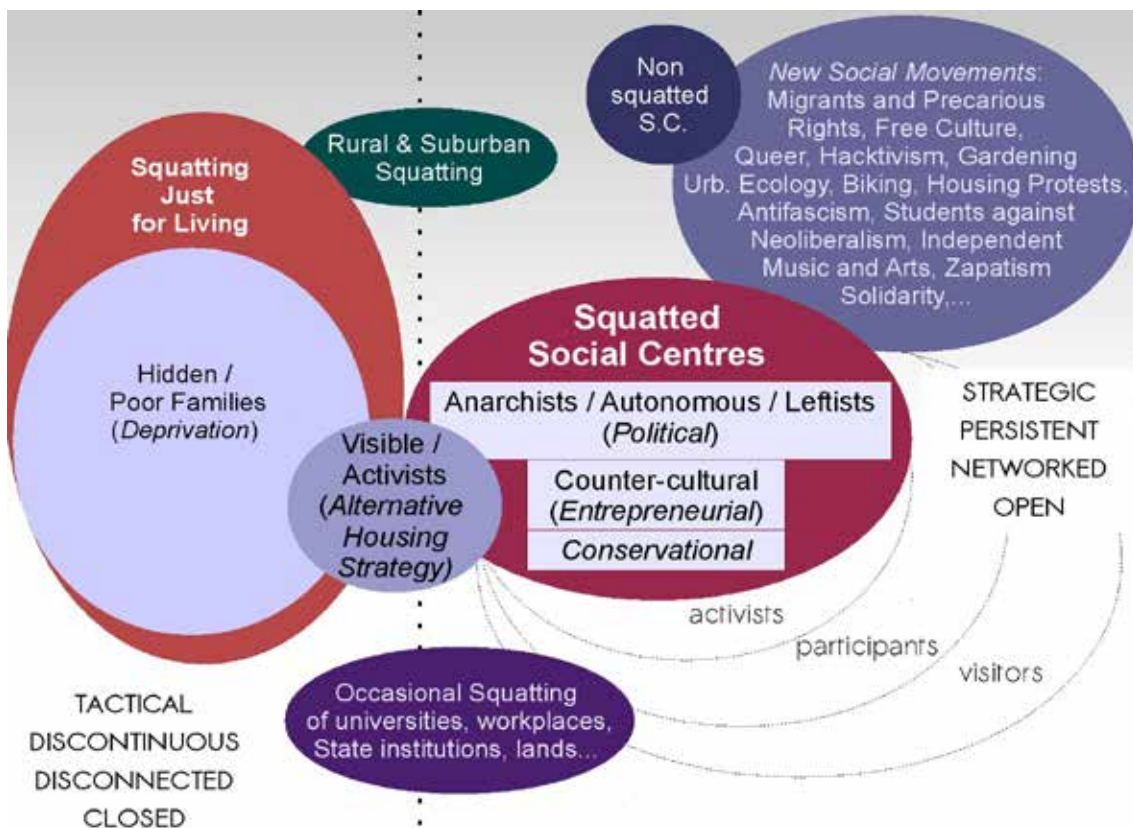 Non
squatted
S.C.
New Social Movements:
Migrants and Precarious
Rights, Free Culture,
Queer, Hacktivism, Gardening
Urb. Ecology, Biking, Housing Protests,
Antifascism, Students against
Neoliberalism, Independent
Music and Arts, Zapatism
Solidarity,...
Rural & Suburban
Squatting
Squatting
Just
for Living
Hidden /
Poor Families
(Deprivation)
Visible /
Activists
(Alternative
Housing
Strategy)
Squatted
Social Centres
Anarchists / Autonomous / Leftists
(Political)
Counter-cultural
(Entrepreneurial)
Conservational
STRATEGIC
PERSISTENT
NETWORKED
OPEN
activists
participants
visitors
Occasional Squatting
of universities, workplaces,
State institutions, lands...
TACTICAL
DISCONTINUOUS
DISCONNECTED
CLOSED